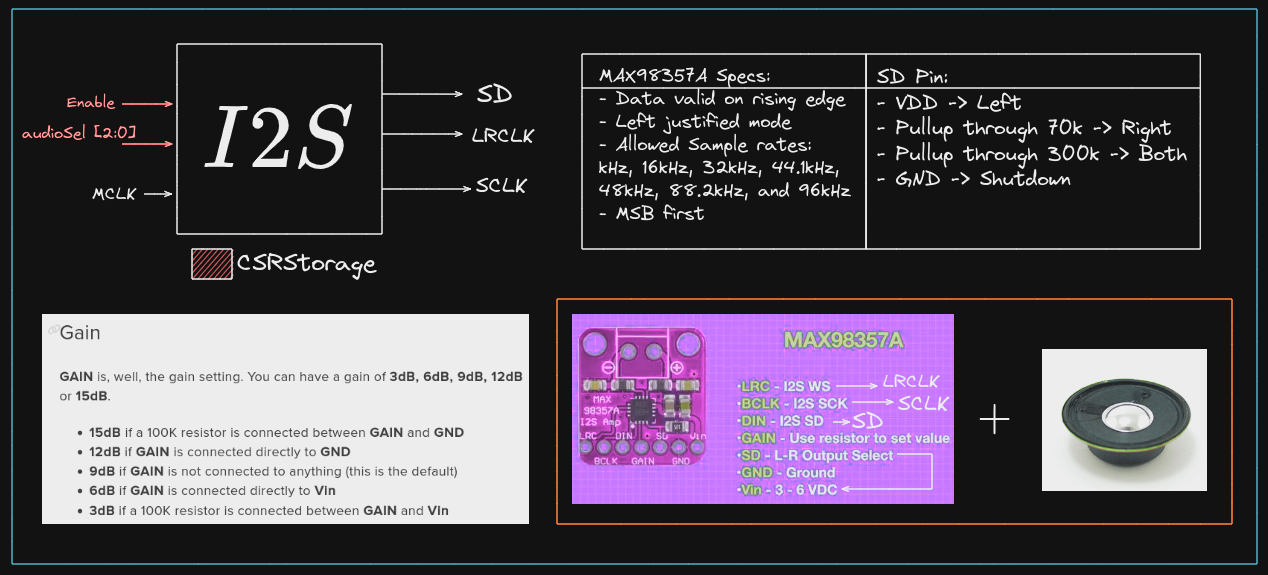 Enable
audioSel [2:0]
MCLK
I2S
SD
LRCLK
SCLK
CSRStorage
MAX98357A Specs:
- Data valid on rising edge
- Left justified mode
- Allowed Sample rates:
kHz, 16kHz, 32kHz, 44.1kHz,
48kHz, 88.2kHz, and 96kHz
- MSB first
SD Pin:
- VDD -> Left
- Pullup through 70k -> Right
- Pullup through 300k -> Both
- GND -> Shutdown
Gain
GAIN is, well, the gain setting. You can have a gain of 3dB, 6dB, 9dB, 12dB
or 15dB.
• 15dB if a 100K resistor is connected between GAIN and GND
• 12dB if GAIN is connected directly to GND
• 9dB if GAIN is not connected to anything (this is the default)
• 6dB if GAIN is connected directly to Vin
• 3dB if a 100K resistor is connected between GAIN and Vin
MAX
98357A
I2S Amp
LRC DIN SD Vin
BCLK GAIN GND
MAX98357A
•LRC - I2S WS LRCLK
•BCLK - I2S SCK SCLK
•DIN - I2S SD SD
•GAIN - Use resistor to set value
•SD - L-R Output Select
•GND - Ground
•Vin - 3 - 6 VDC
+